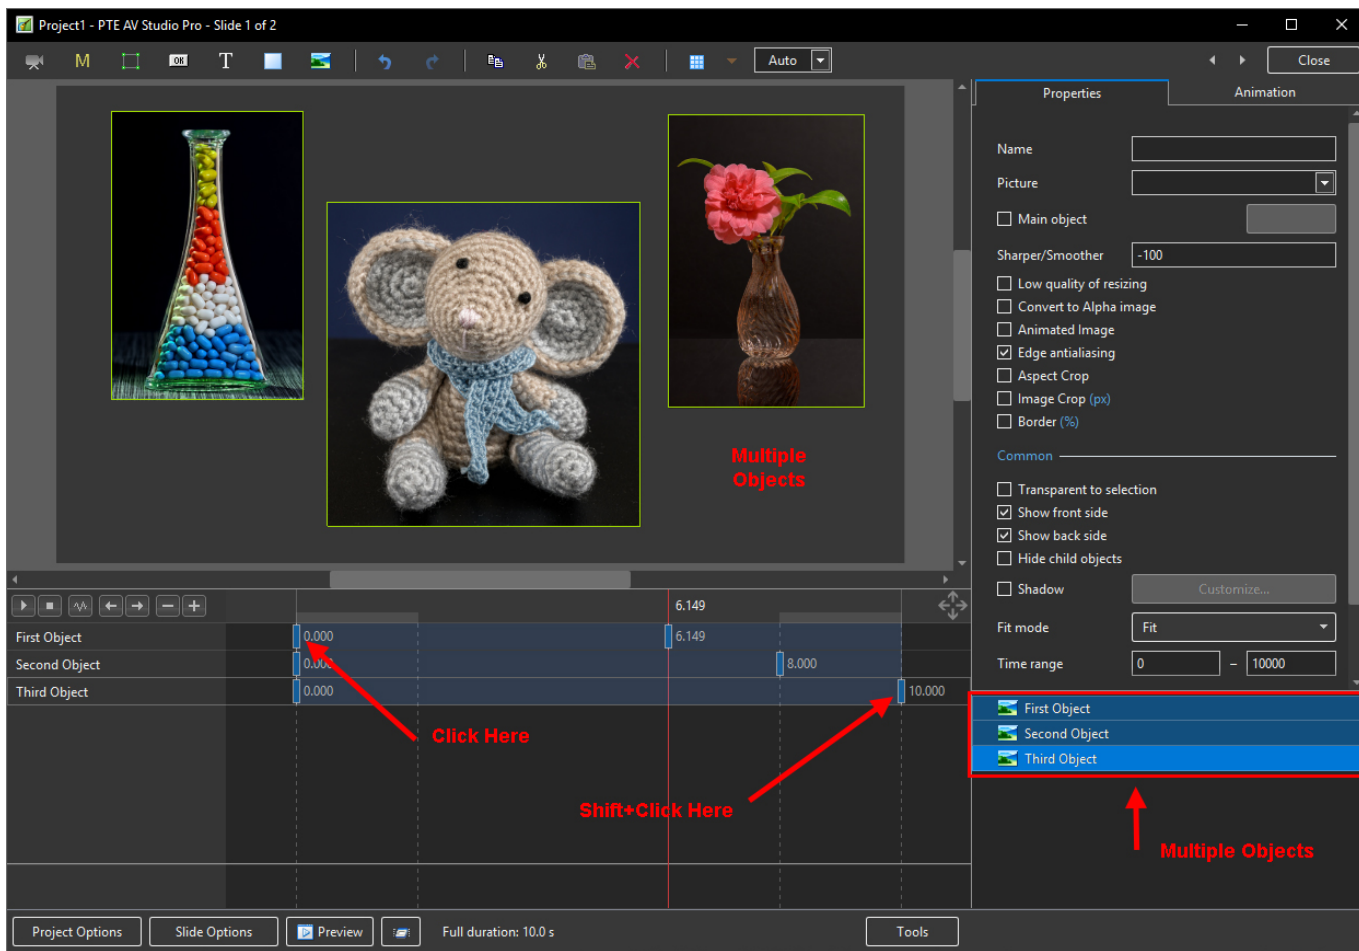 Project1 - PTE AV Studio Pro - Slide 1 of 2
M
OK
T
Auto
Close
Properties
Animation
Name
Picture
Main object
Sharper/Smoother
-100
Low quality of resizing
Convert to Alpha image
Animated Image
Edge antialiasing
Aspect Crop
Image Crop (px)
Border (%)
Common
Transparent to selection
Show front side
Show back side
Hide child objects
Shadow
Customize...
Fit mode
Fit
Time range
0
–
10000
Multiple
Objects
6.149
First Object
0.000
6.149
Second Object
0.000
8.000
Third Object
0.000
10.000
Click Here
Shift+Click Here
First Object
Second Object
Third Object
Multiple Objects
Project Options
Slide Options
Preview
Full duration: 10.0 s
Tools